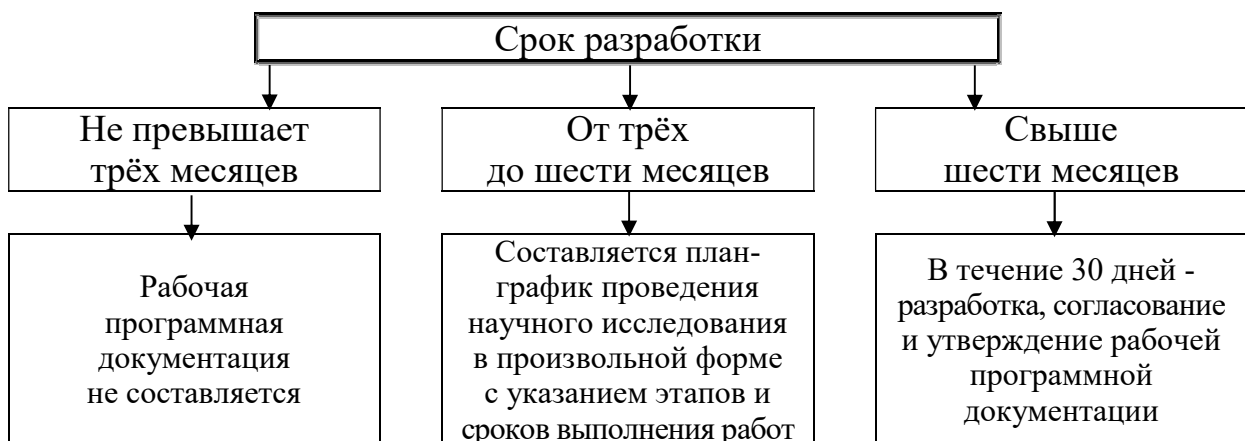 Срок разработки
Не превышает
трёх месяцев
От трёх
до шести месяцев
Свыше
шести месяцев
Рабочая
программная
документация
не составляется
Составляется план-
график проведения
научного исследования
в произвольной форме
с указанием этапов и
сроков выполнения работ
В течение 30 дней -
разработка, согласование
и утверждение рабочей
программной
документации